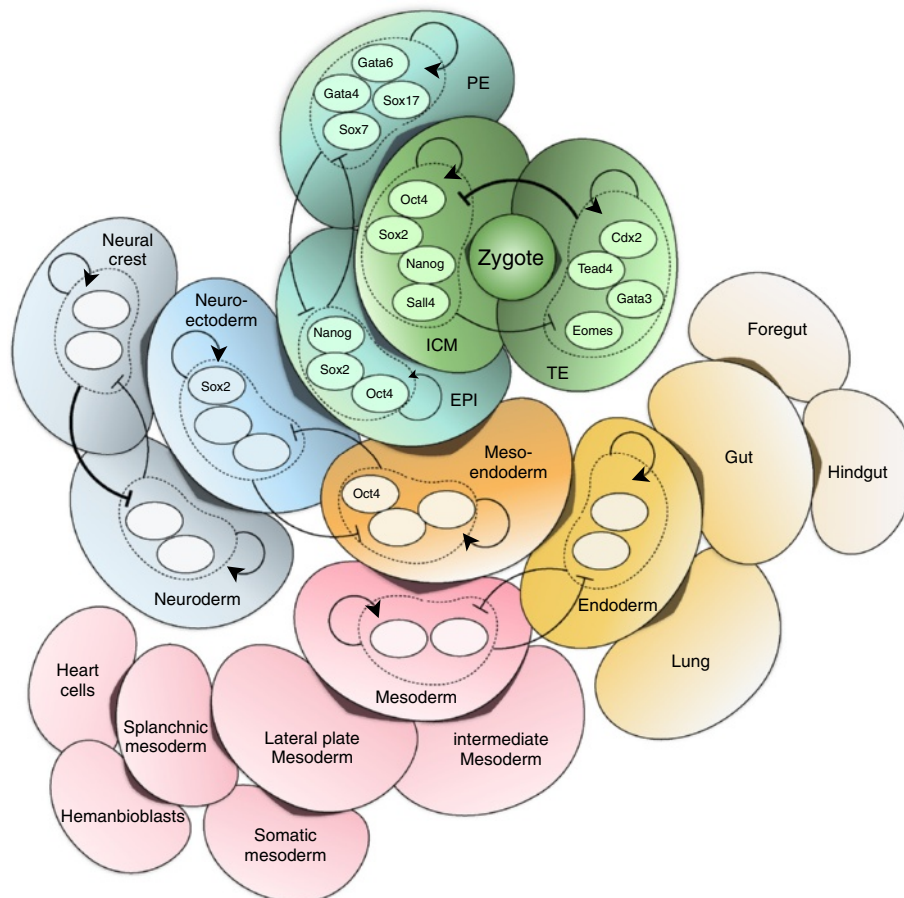 Gata6
PE
Gata4
Sox17
Sox7
Oct4
Sox2
Nanog
Sall4
ICM
Zygote
Cdx2
Tead4
Gata3
Eomes
TE
Neural
crest
Neuro-
ectoderm
Sox2
Nanog
Sox2
Oct4
EPI
Foregut
Gut
Hindgut
Meso-
endoderm
Oct4
Neuroderm
Endoderm
Lung
Mesoderm
Heart
cells
Splanchnic
mesoderm
Lateral plate
Mesoderm
intermediate
Mesoderm
Hemanbioblasts
Somatic
mesoderm